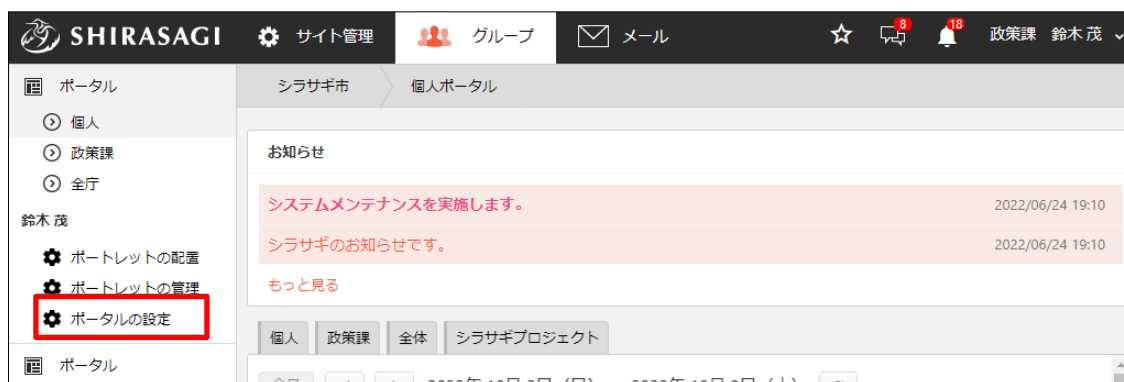 SHIRASAGI サイト管理 グループ メール 8 18 政策課 鈴木 茂
ポータル
個人
政策課
全庁
鈴木 茂
ポートレットの配置
ポートレットの管理
ポータルの設定
ポータル
シラサギ市 個人ポータル
お知らせ
システムメンテナンスを実施します。 2022/06/24 19:10
シラサギのお知らせです。 2022/06/24 19:10
もっと見る
個人 政策課 全体 シラサギプロジェクト